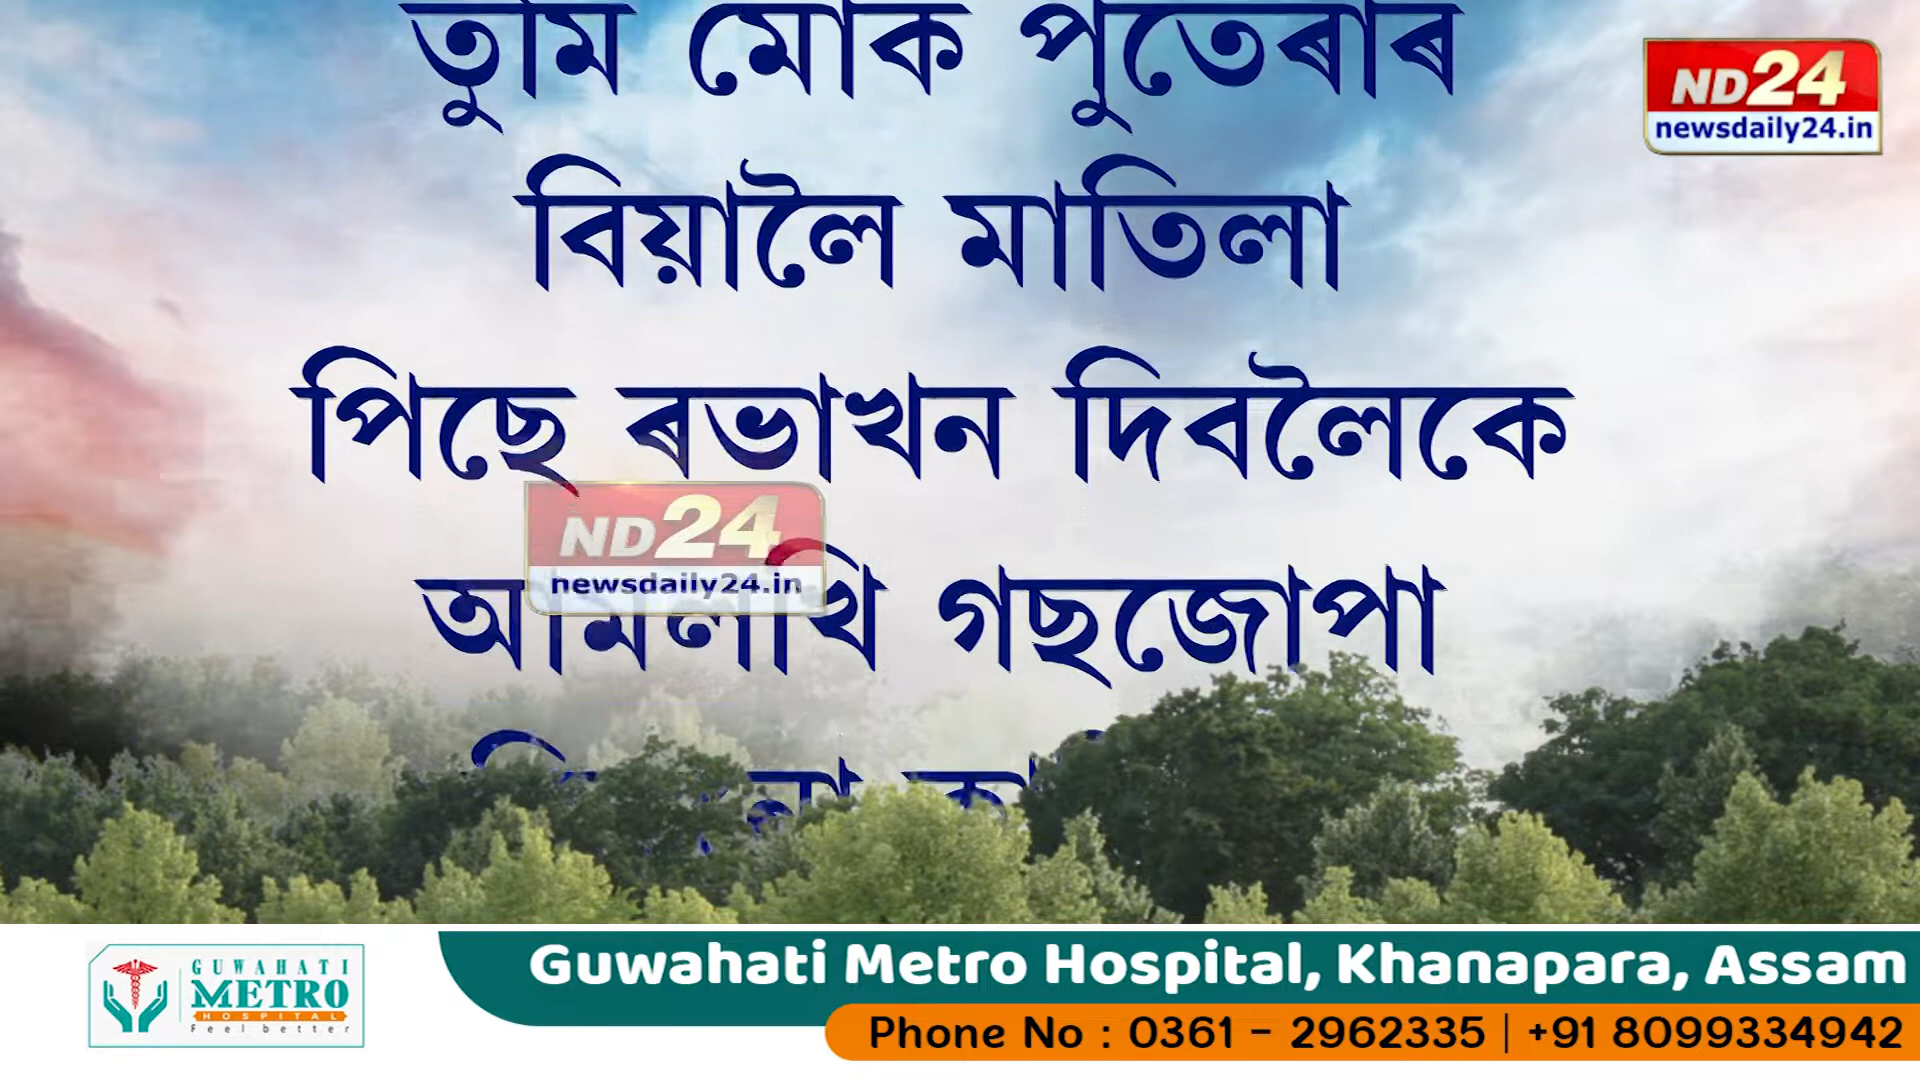 তুমি মোক পুতেৰাৰ
ND24
newsdaily24.in
বিয়ালৈ মাতিলা
পিছে ৰভাখন দিবলৈকে
ND24
newsdaily24.in
গছজোপা
GUWAHATI
METRO
HOSPITAL
Feel better
Guwahati Metro Hospital, Khanapara, Assam
Phone No : 0361 - 2962335 | +91 8099334942